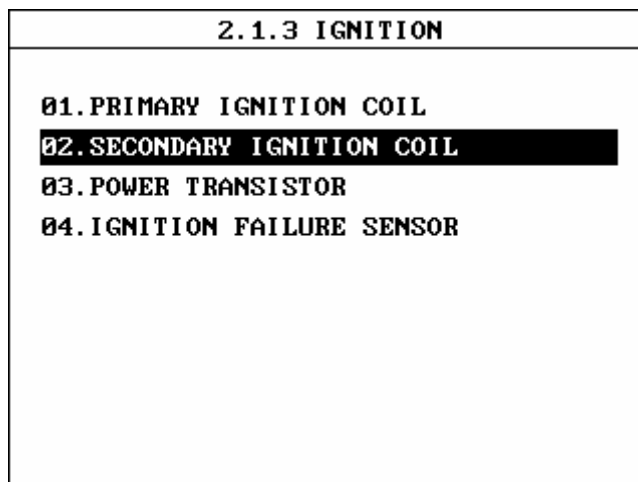 2.1.3 IGNITION
01.PRIMARY IGNITION COIL
02.SECONDARY IGNITION COIL
03.POWER TRANSISTOR
04.IGNITION FAILURE SENSOR